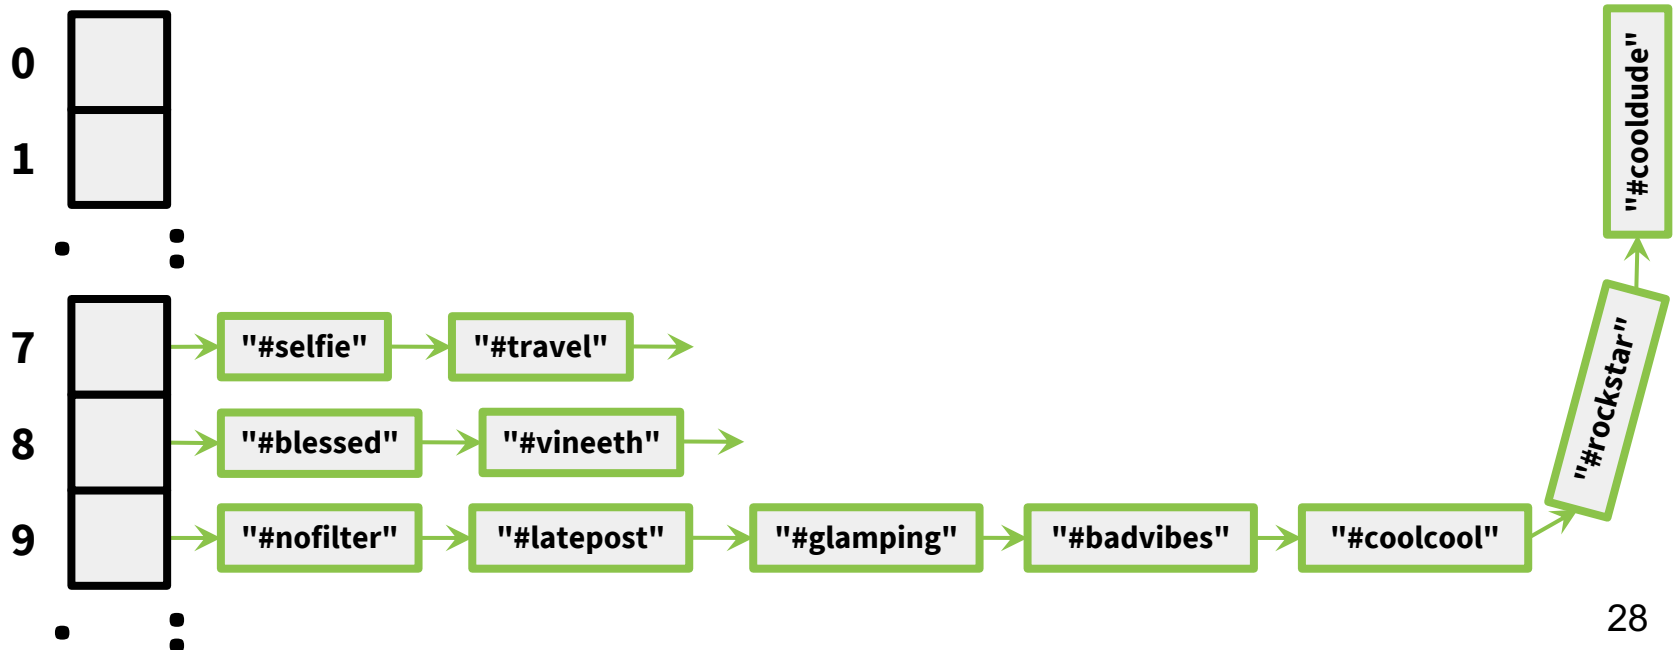 0
1
7 "#selfie" "#travel"
8 "#blessed" "#vineeth"
9 "#nofilter" "#latepost" "#glamping" "#badvibes" "#coolcool"
"#rockstar"
"#cooldude"
28